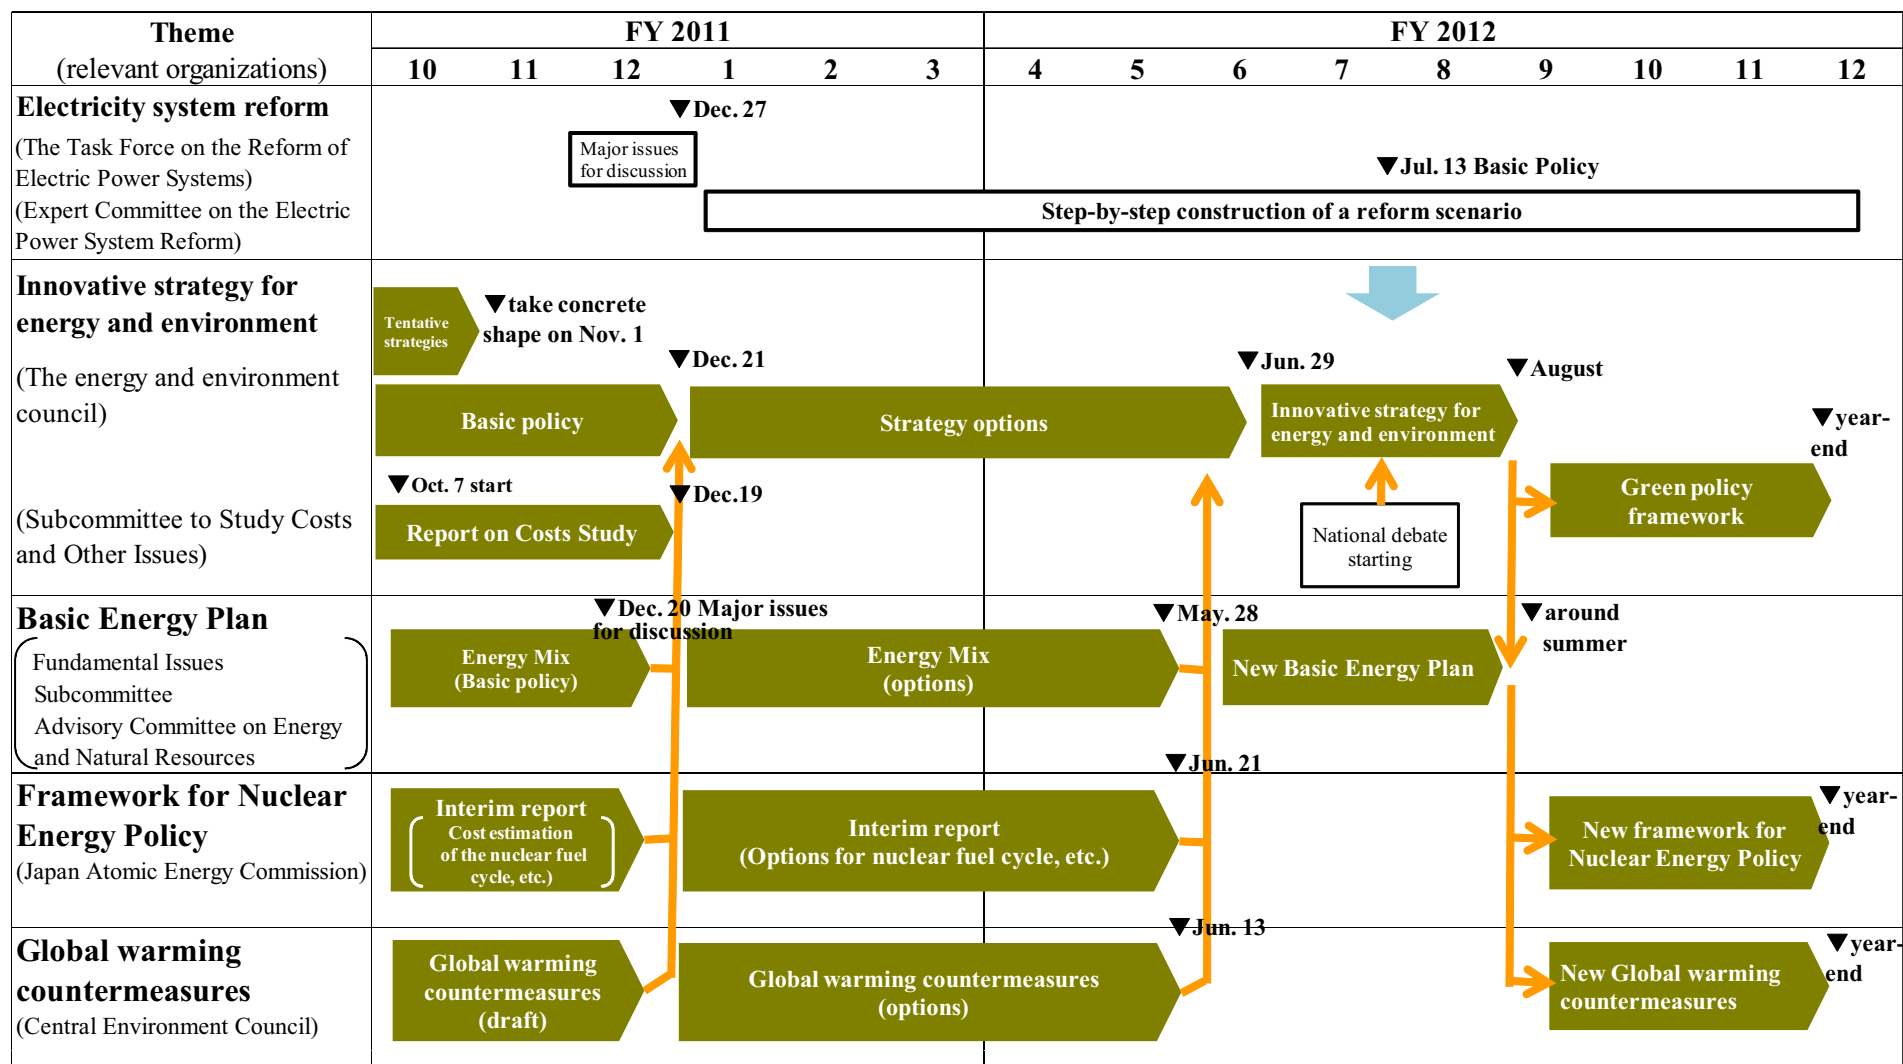 Theme
(relevant organizations)
FY 2011
FY 2012
10 11 12 1 2 3 4 5 6 7 8 9 10 11 12
Electricity system reform
(The Task Force on the Reform of
Electric Power Systems)
(Expert Committee on the Electric
Power System Reform)
▼Dec. 27
Major issues
for discussion
▼Jul. 13 Basic Policy
Step-by-step construction of a reform scenario
Innovative strategy for
energy and environment
(The energy and environment
council)
(Subcommittee to Study Costs
and Other Issues)
Tentative
strategies
▼take concrete
shape on Nov. 1
▼Dec. 21
▼Jun. 29
▼August
Basic policy
Strategy options
Innovative strategy for
energy and environment
▼year-
end
▼Oct. 7 start
▼Dec.19
Report on Costs Study
National debate
starting
Green policy
framework
Basic Energy Plan
Fundamental Issues
Subcommittee
Advisory Committee on Energy
and Natural Resources
▼Dec. 20 Major issues
for discussion
▼May. 28
▼around
summer
Energy Mix
(Basic policy)
Energy Mix
(options)
New Basic Energy Plan
Framework for Nuclear
Energy Policy
(Japan Atomic Energy Commission)
▼Jun. 21
▼year-
end
Interim report
Cost estimation
of the nuclear fuel
cycle, etc.)
Interim report
(Options for nuclear fuel cycle, etc.)
New framework for
Nuclear Energy Policy
Global warming
countermeasures
(Central Environment Council)
▼Jun. 13
▼year-
end
Global warming
countermeasures
(draft)
Global warming countermeasures
(options)
New Global warming
countermeasures